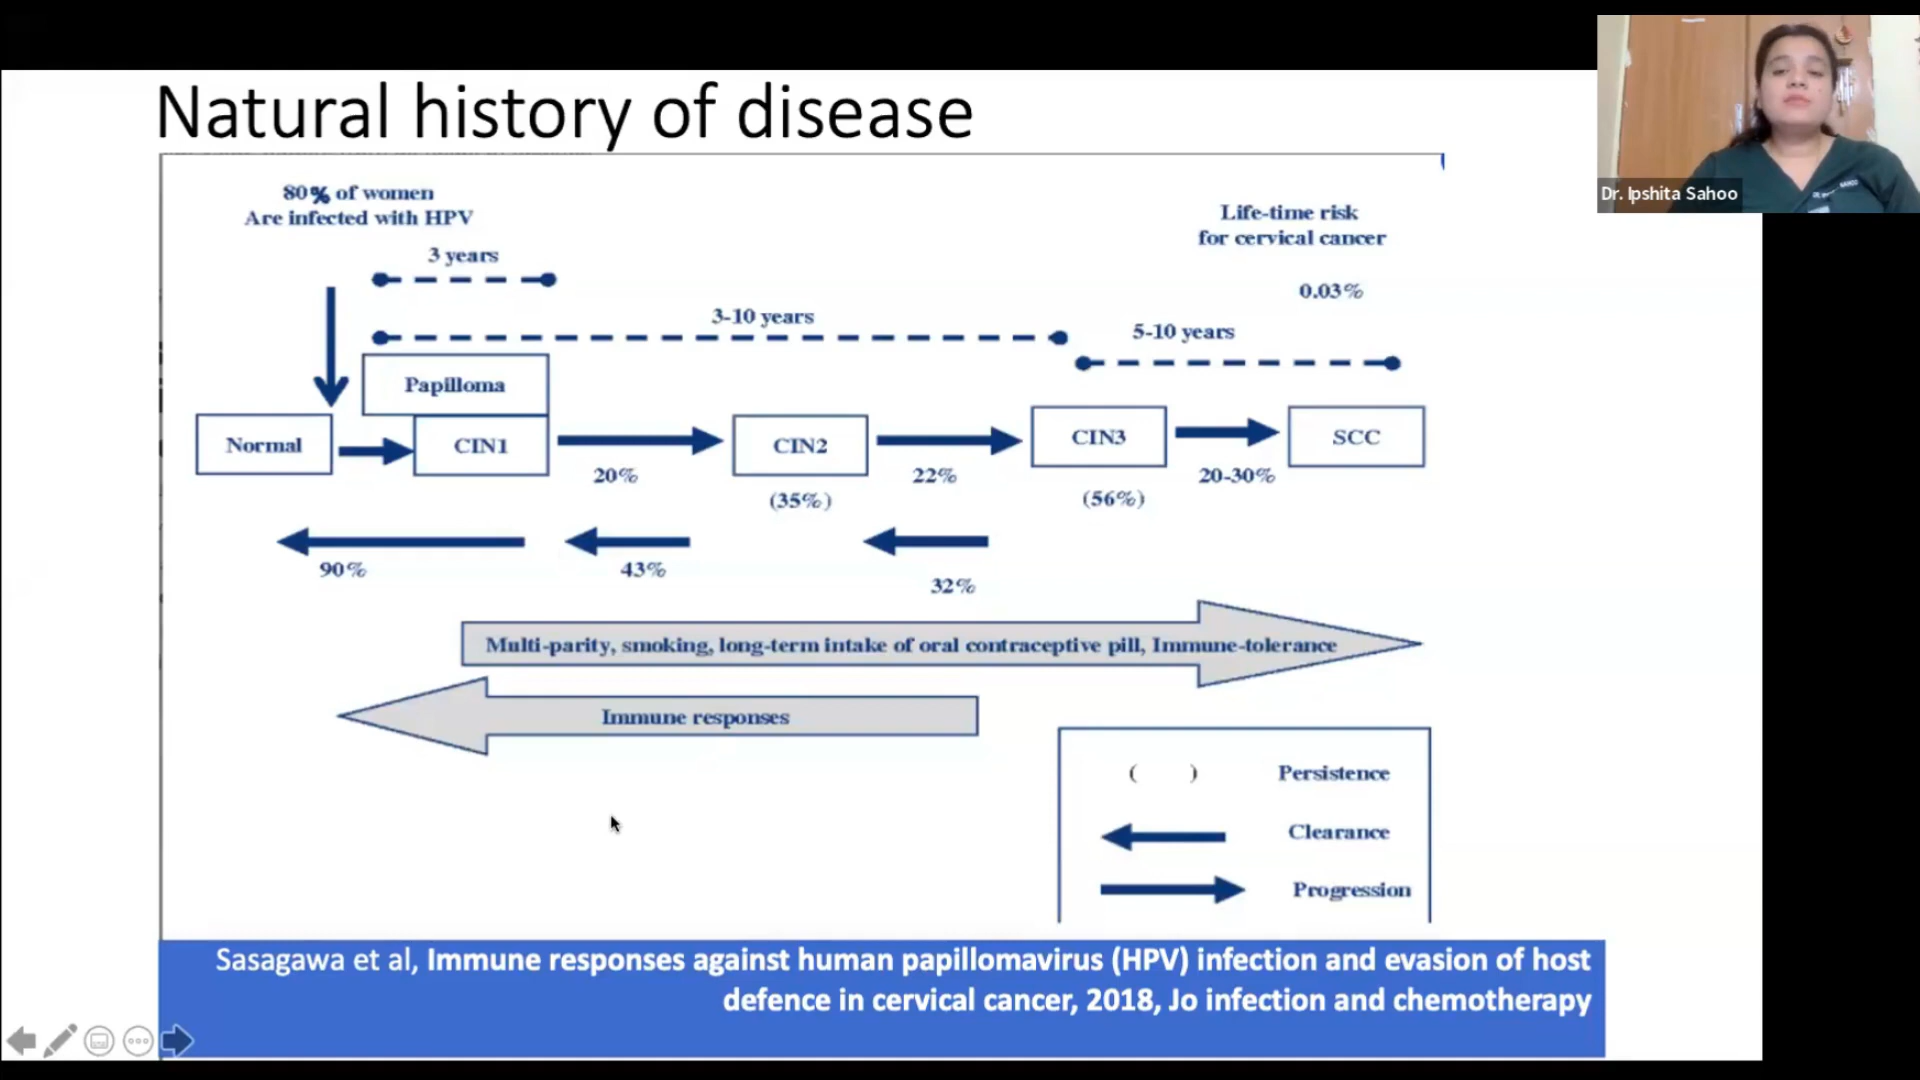 Natural history of disease
Dr. Ipshita Sahoo
80% of women
Are infected with HPV
3 years
Life-time risk
for cervical cancer
0.03%
3-10 years
5-10 years
Papilloma
Normal
CIN1
CIN2
CIN3
SCC
20%
22%
20-30%
(35%)
(56%)
90%
43%
32%
Multi-parity, smoking, long-term intake of oral contraceptive pill, Immune-tolerance
Immune responses
( ) Persistence
Clearance
Progression
Sasagawa et al, Immune responses against human papillomavirus (HPV) infection and evasion of host
defence in cervical cancer, 2018, Jo infection and chemotherapy